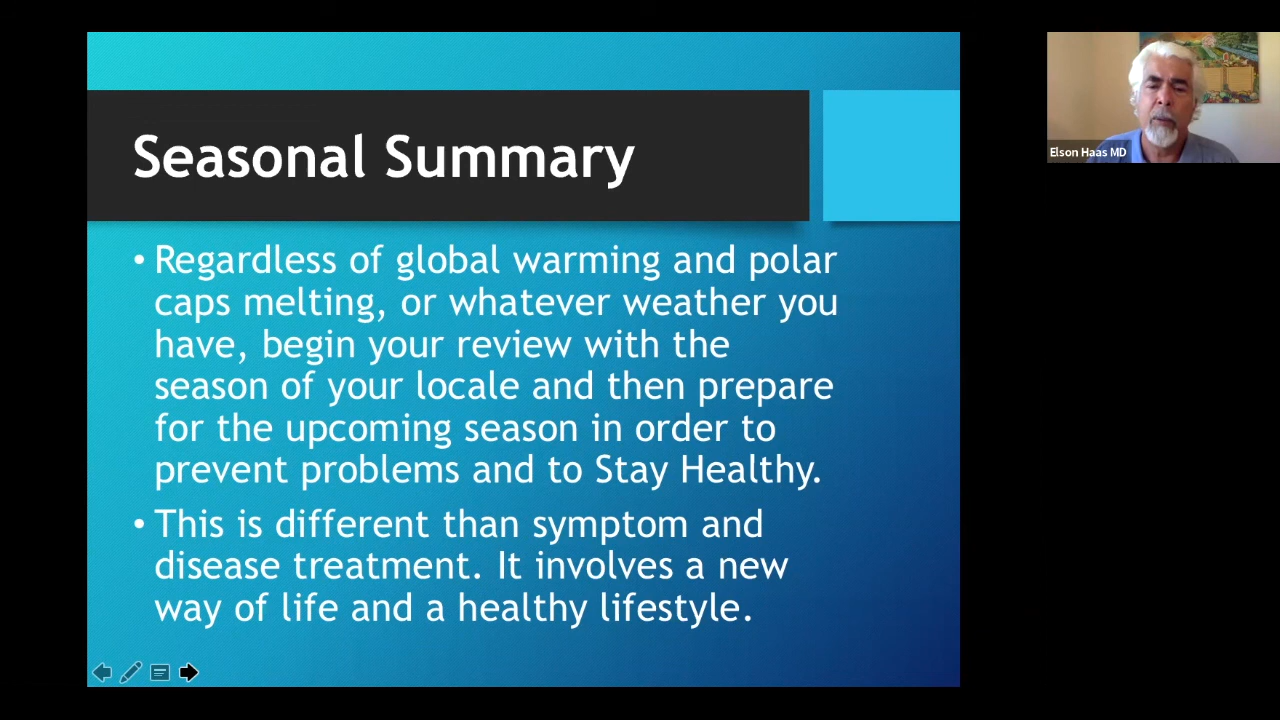 Seasonal Summary
• Regardless of global warming and polar
caps melting, or whatever weather you
have, begin your review with the
season of your locale and then prepare
for the upcoming season in order to
prevent problems and to Stay Healthy.
• This is different than symptom and
disease treatment. It involves a new
way of life and a healthy lifestyle.
Elson Haas MD